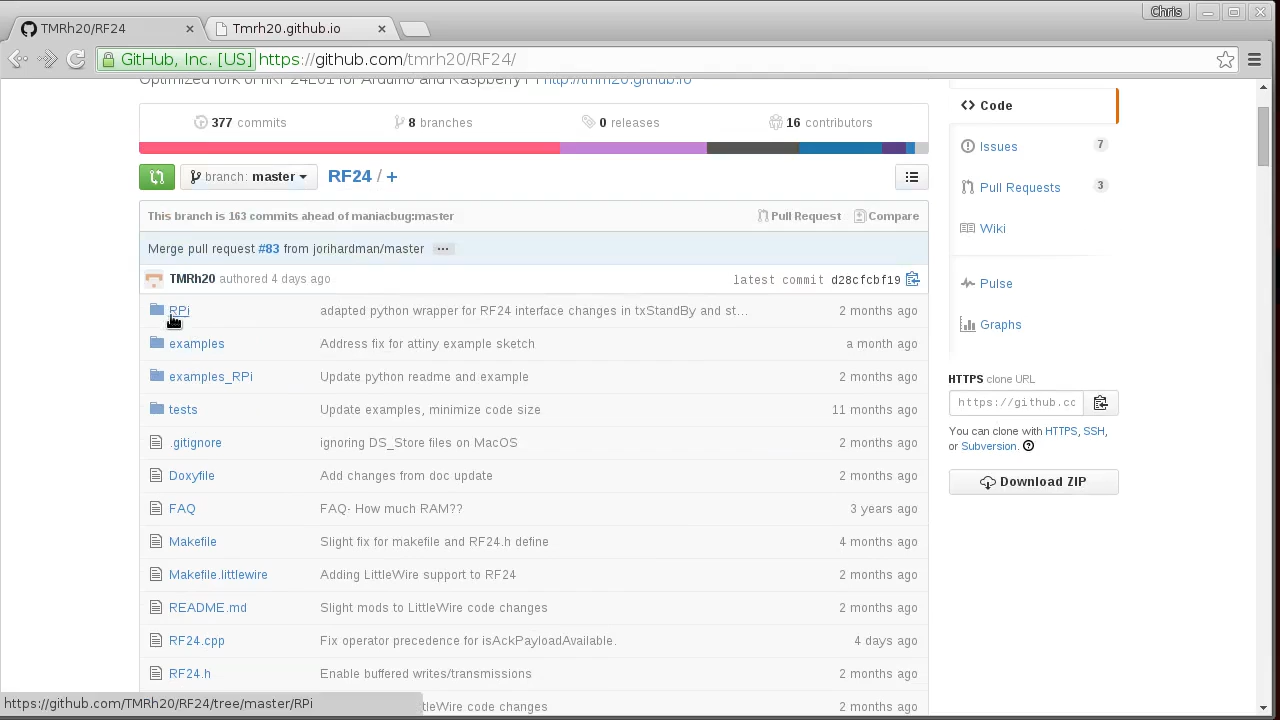 Chris
TMRh20/RF24
Tmrh20.github.io
GitHub, Inc. [US] https://github.com/tmrh20/RF24/
Optimized fork of nRF24L01 for Arduino and Raspberry Pi http://tmrh20.github.io
377 commits
8 branches
0 releases
16 contributors
branch: master
RF24 / +
This branch is 163 commits ahead of maniacbug:master
Pull Request
Compare
Merge pull request #83 from jorihardman/master ...
TMRh20 authored 4 days ago
latest commit d28cfcbf19
RPi adapted python wrapper for RF24 interface changes in txStandBy and st... 2 months ago
examples Address fix for attiny example sketch a month ago
examples_RPi Update python readme and example 2 months ago
tests Update examples, minimize code size 11 months ago
.gitignore ignoring DS_Store files on MacOS 2 months ago
Doxyfile Add changes from doc update 2 months ago
FAQ FAQ- How much RAM?? 3 years ago
Makefile Slight fix for makefile and RF24.h define 4 months ago
Makefile.littlewire Adding LittleWire support to RF24 2 months ago
README.md Slight mods to LittleWire code changes 2 months ago
RF24.cpp Fix operator precedence for isAckPayloadAvailable. 4 days ago
RF24.h Enable buffered writes/transmissions 2 months ago
tleWire code changes 2 months ago
Code
Issues 7
Pull Requests 3
Wiki
Pulse
Graphs
HTTPS clone URL
https://github.cc
You can clone with HTTPS, SSH,
or Subversion.
Download ZIP
https://github.com/TMRh20/RF24/tree/master/RPi